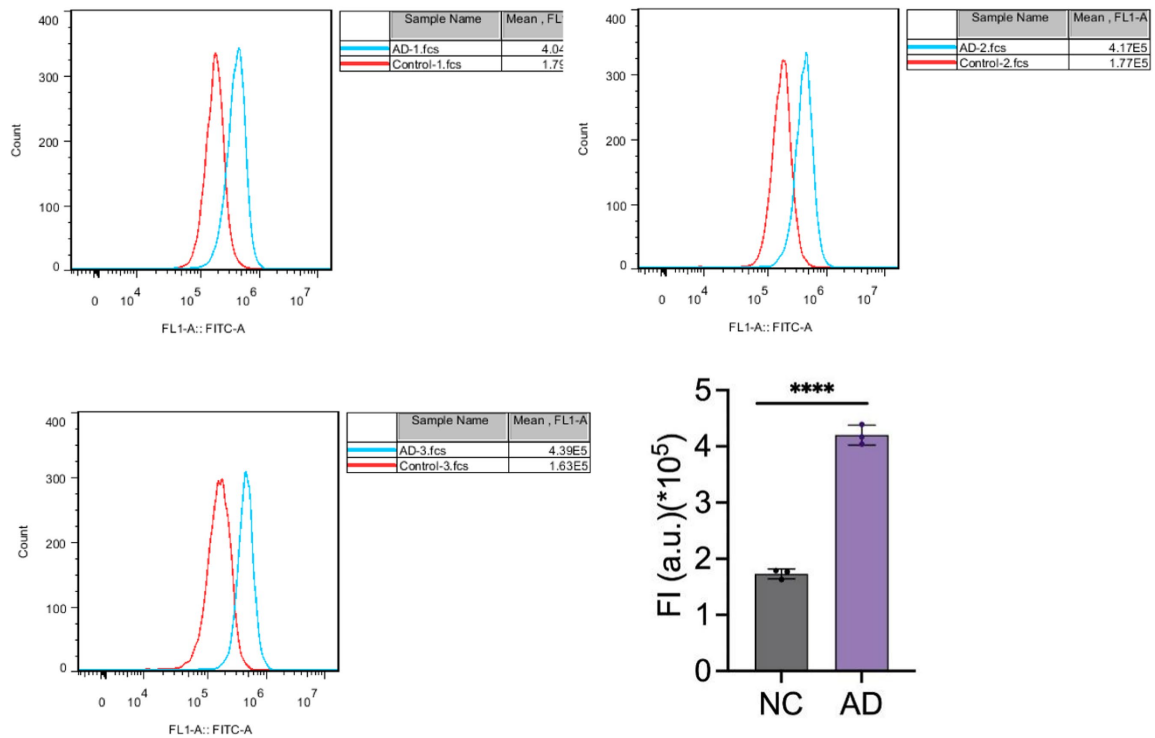 Sample Name Mean , FL
AD-1.fcs 4.04
Control-1.fcs 1.79
400
300
200
100
0
Count
0 10^4 10^5 10^6 10^7
FL1-A:: FITC-A
Sample Name Mean , FL1-A
AD-2.fcs 4.17E5
Control-2.fcs 1.77E5
400
300
200
100
0
Count
0 10^4 10^5 10^6 10^7
FL1-A:: FITC-A
Sample Name Mean , FL1-A
AD-3.fcs 4.39E5
Control-3.fcs 1.63E5
400
300
200
100
0
Count
0 10^4 10^5 10^6 10^7
FL1-A:: FITC-A
****
5
4
3
2
1
0
FI (a.u.)(*10^5)
NC AD